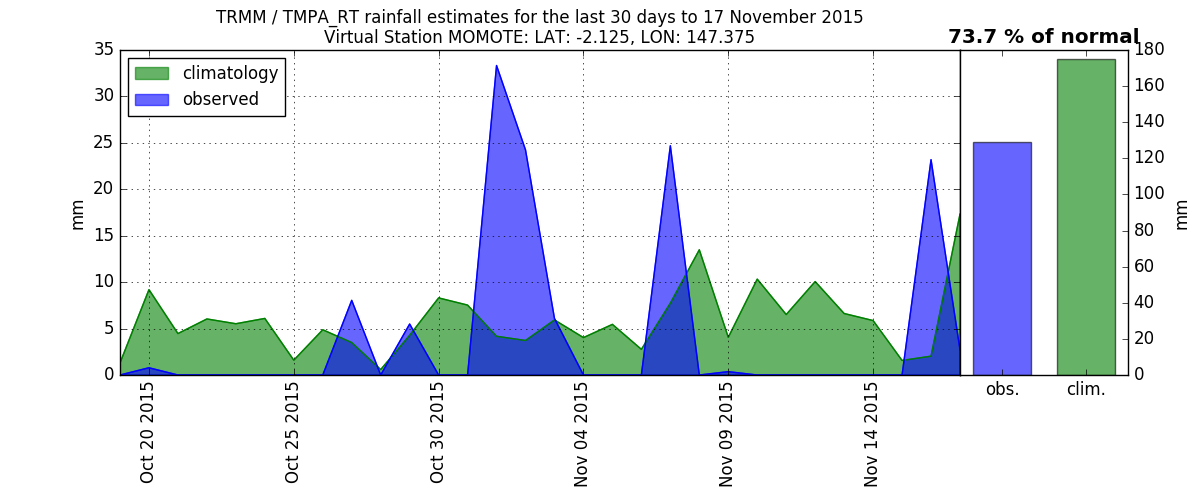 TRMM / TMPA_RT rainfall estimates for the last 30 days to 17 November 2015
Virtual Station MOMOTE: LAT: -2.125, LON: 147.375
73.7 % of normal
climatology
observed
mm
35
30
25
20
15
10
5
0
Oct 20 2015
Oct 25 2015
Oct 30 2015
Nov 04 2015
Nov 09 2015
Nov 14 2015
obs.
clim.
180
160
140
120
100
80
60
40
20
0
mm